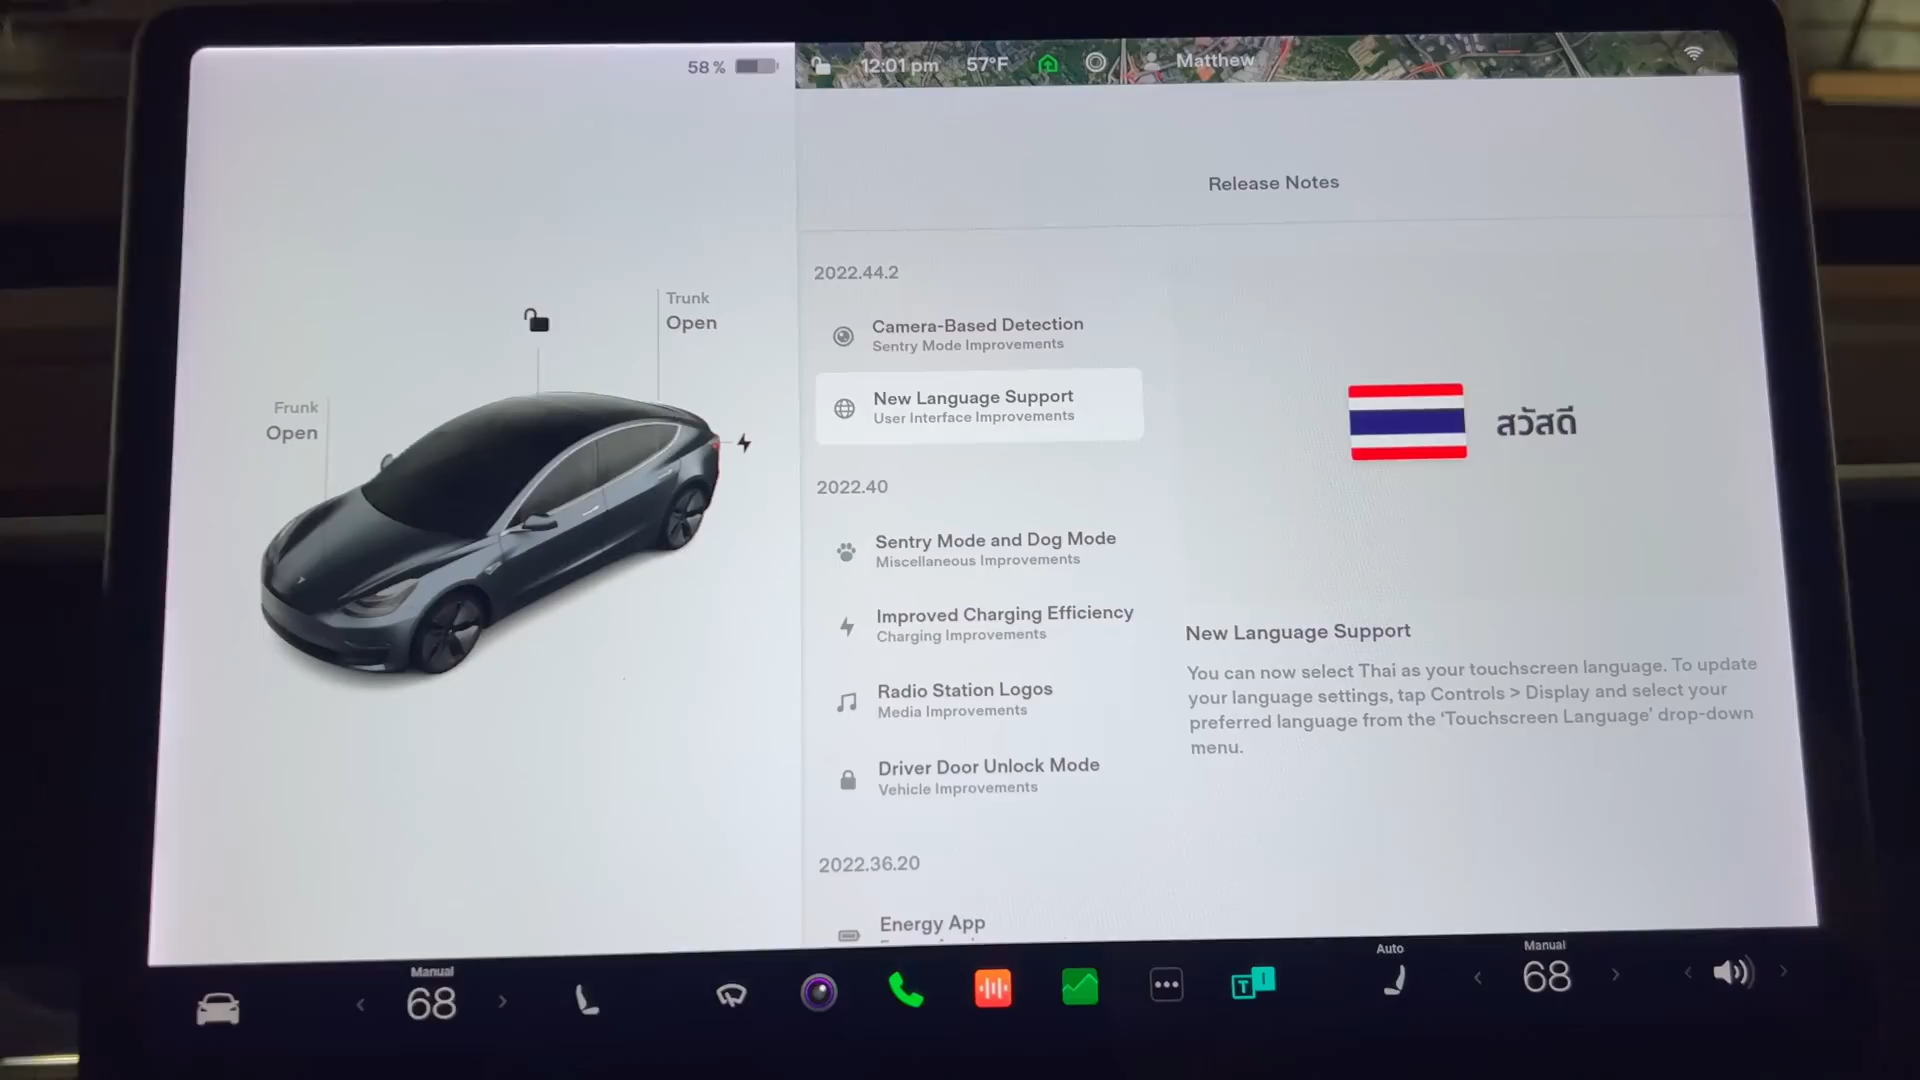 58 %
12:01 pm
57°F
Matthew
Release Notes
Trunk
Open
Frunk
Open
2022.44.2
Camera-Based Detection
Sentry Mode Improvements
New Language Support
User Interface Improvements
2022.40
Sentry Mode and Dog Mode
Miscellaneous Improvements
Improved Charging Efficiency
Charging Improvements
Radio Station Logos
Media Improvements
Driver Door Unlock Mode
Vehicle Improvements
2022.36.20
Energy App
สวัสดี
New Language Support
You can now select Thai as your touchscreen language. To update
your language settings, tap Controls > Display and select your
preferred language from the ‘Touchscreen Language’ drop-down
menu.
Manual
68
T
Auto
Manual
68